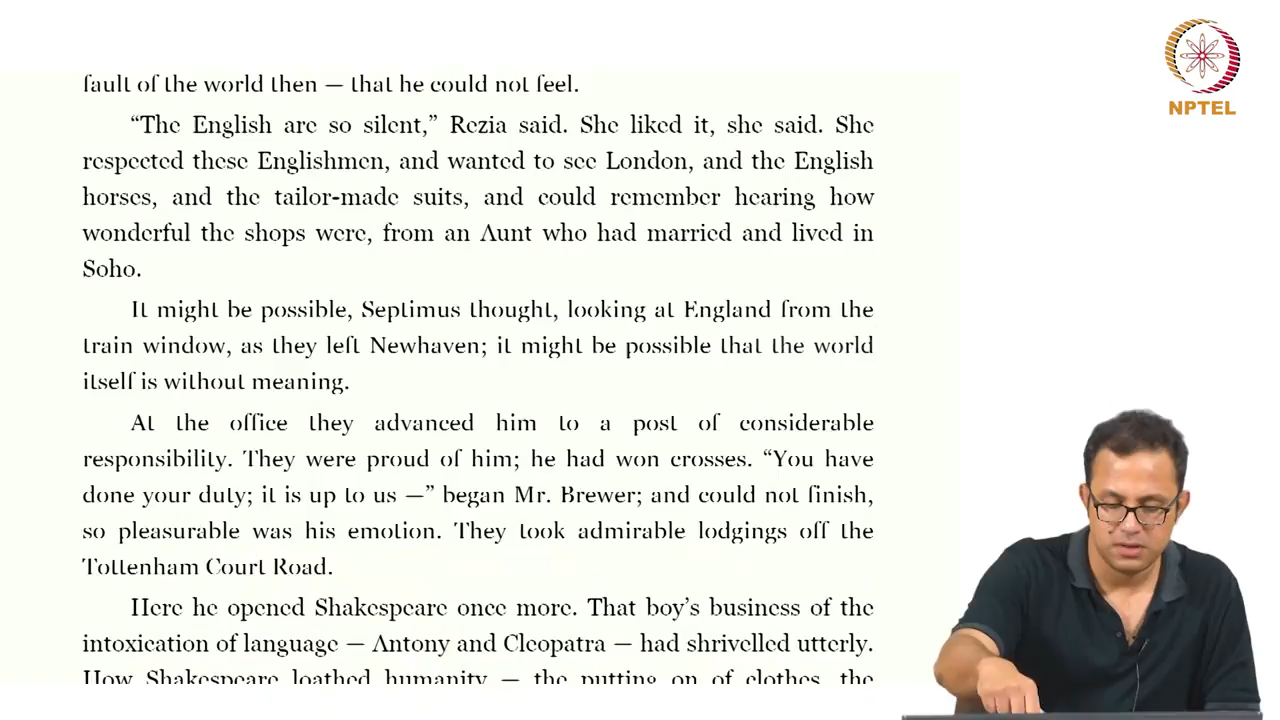 fault of the world then — that he could not feel.
“The English are so silent,” Rezia said. She liked it, she said. She
respected these Englishmen, and wanted to see London, and the English
horses, and the tailor-made suits, and could remember hearing how
wonderful the shops were, from an Aunt who had married and lived in
Soho.
It might be possible, Septimus thought, looking at England from the
train window, as they left Newhaven; it might be possible that the world
itself is without meaning.
At the office they advanced him to a post of considerable
responsibility. They were proud of him; he had won crosses. “You have
done your duty; it is up to us —” began Mr. Brewer; and could not finish,
so pleasurable was his emotion. They took admirable lodgings off the
Tottenham Court Road.
Here he opened Shakespeare once more. That boy’s business of the
intoxication of language — Antony and Cleopatra — had shrivelled utterly.
How Shakespeare loathed humanity — the putting on of clothes, the
NPTEL